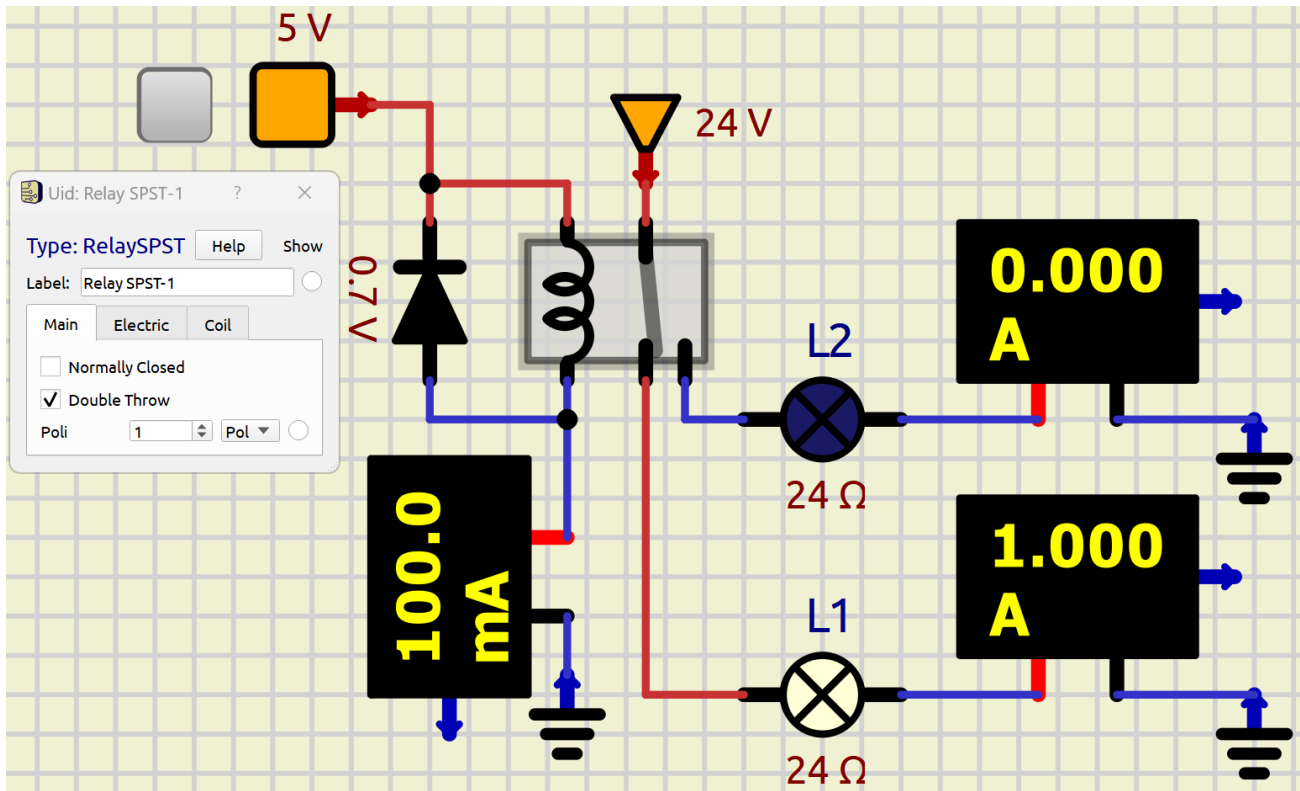 5 V
24 V
Uid: Relay SPST-1 ?
Type: RelaySPST Help Show
Label: Relay SPST-1
Main Electric Coil
Normally Closed
Double Throw
Poli 1 Pol
0.7 V
0.000
A
L2
24 Ω
100.0
mA
1.000
A
L1
24 Ω